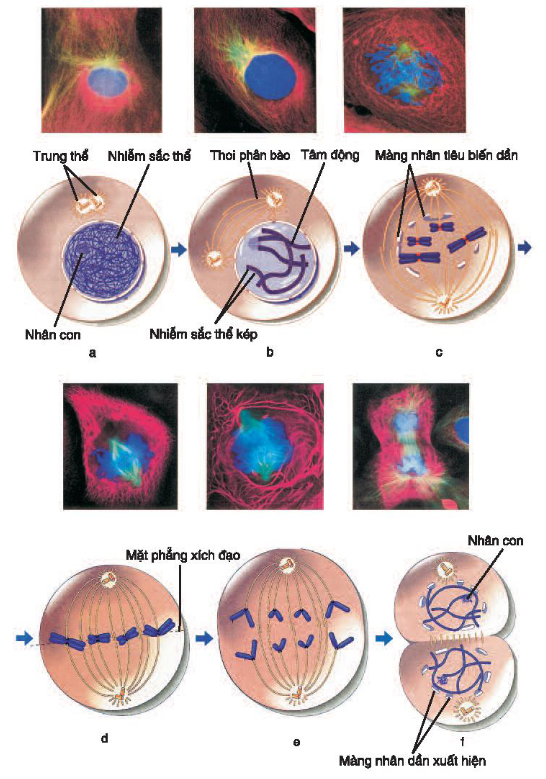 Trung thể
Nhiễm sắc thể
Thoi phân bào
Tâm động
Màng nhân tiêu biến dần
Nhân con
Nhiễm sắc thể kép
a
b
c
Mặt phẳng xích đạo
Nhân con
Màng nhân dần xuất hiện
d
e
f